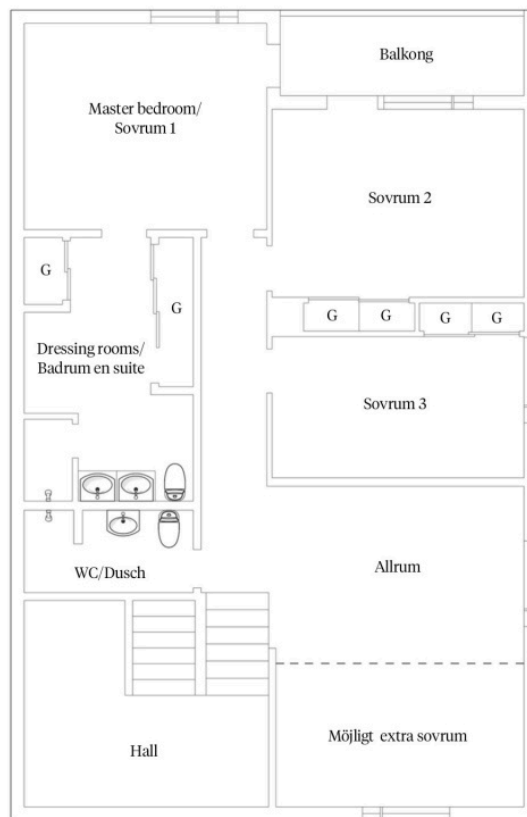 Balkong
Master bedroom/
Sovrum 1
Sovrum 2
G
G
G
G
G
G
Dressing rooms/
Badrum en suite
Sovrum 3
WC/Dusch
Allrum
Hall
Möjligt extra sovrum